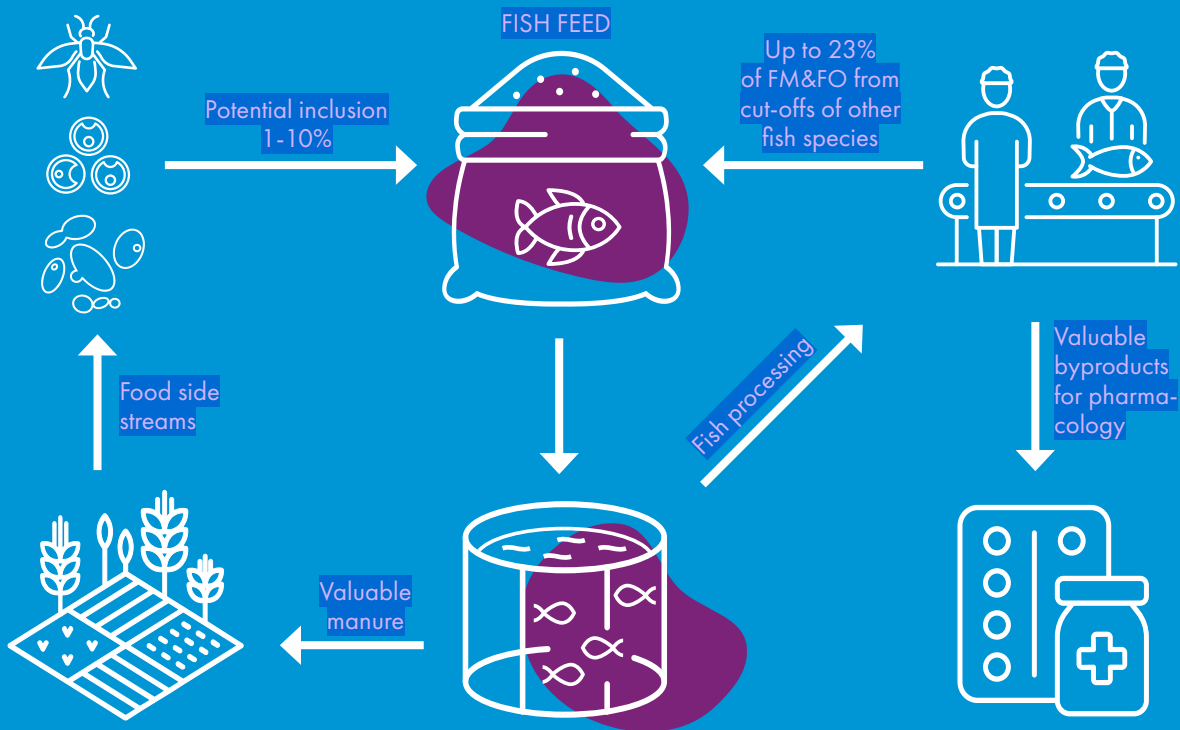 FISH FEED
Potential inclusion
1-10%
Up to 23%
of FM&FO from
cut-offs of other
fish species
Food side
streams
Fish processing
Valuable
byproducts
for pharma-
cology
Valuable
manure